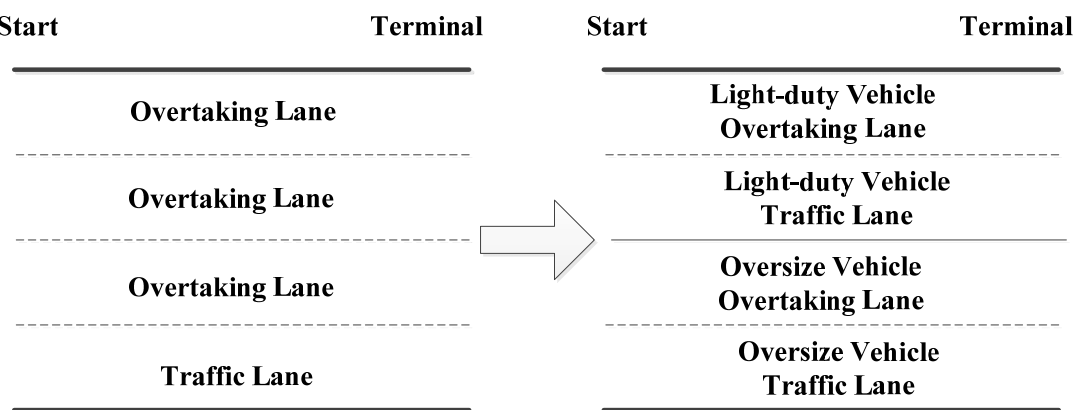 Start Terminal
Overtaking Lane
Overtaking Lane
Overtaking Lane
Traffic Lane
Start Terminal
Light-duty Vehicle
Overtaking Lane
Light-duty Vehicle
Traffic Lane
Oversize Vehicle
Overtaking Lane
Oversize Vehicle
Traffic Lane